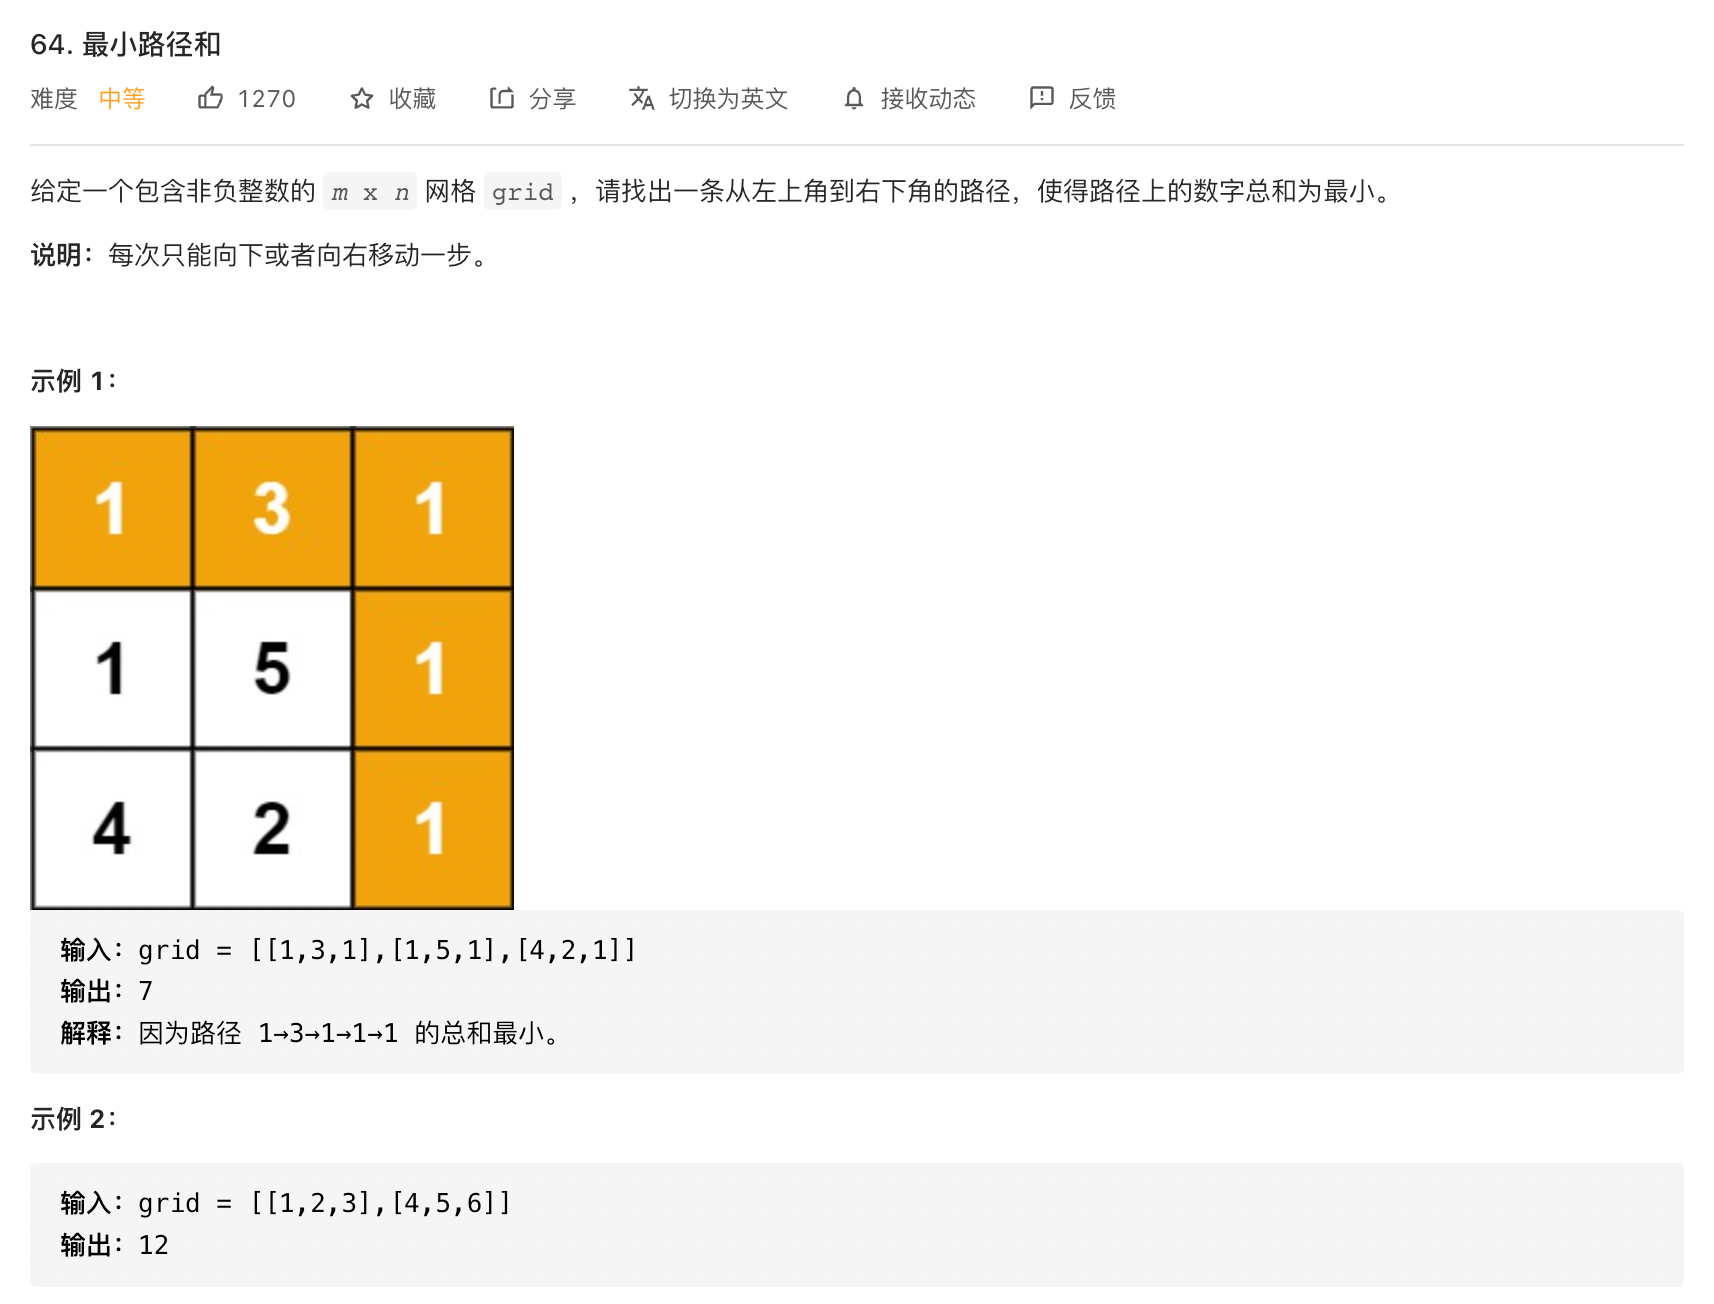 64. 最小路径和
难度 中等 1270 收藏 分享 切换为英文 接收动态 反馈
给定一个包含非负整数的 m x n 网格 grid ，请找出一条从左上角到右下角的路径，使得路径上的数字总和为最小。
说明：每次只能向下或者向右移动一步。
示例 1：
1 3 1
1 5 1
4 2 1
输入：grid = [[1,3,1],[1,5,1],[4,2,1]]
输出：7
解释：因为路径 1→3→1→1→1 的总和最小。
示例 2：
输入：grid = [[1,2,3],[4,5,6]]
输出：12